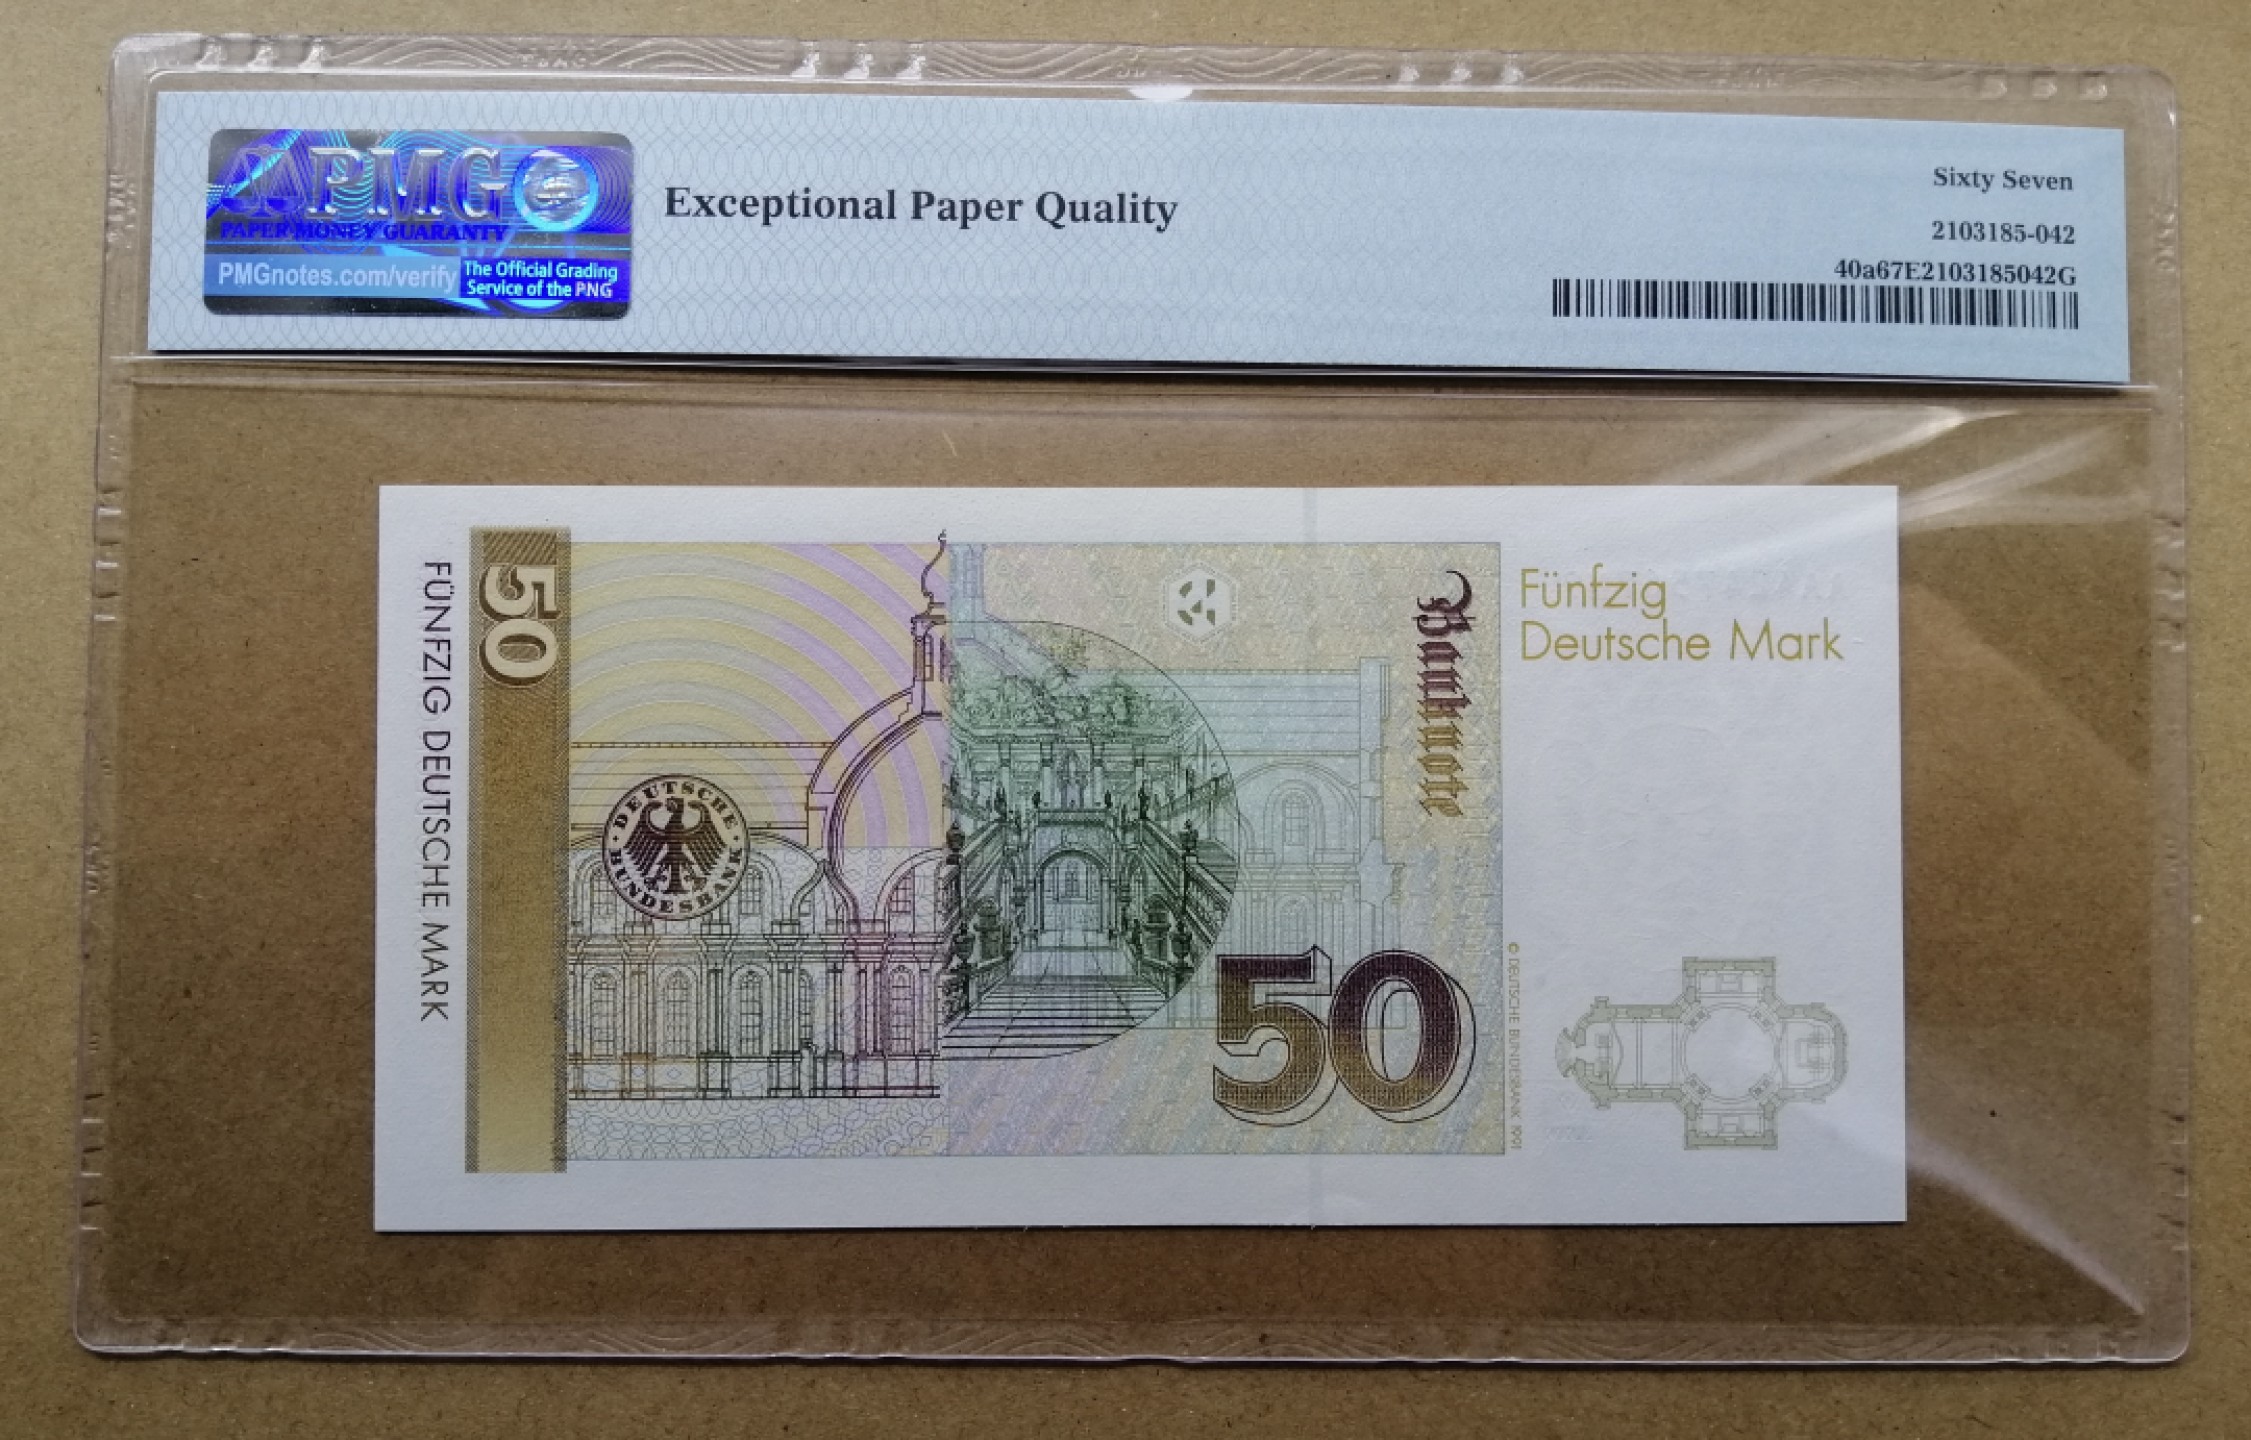 PMG
PAPER MONEY GUARANTY
PMGnotes.com/verify
The Official Grading
Service of the PNG
Exceptional Paper Quality
Sixty Seven
2103185-042
40a67E2103185042G
FÜNFZIG DEUTSCHE MARK
50
DEUTSCHE
BUNDESBANK
Banknote
50
© DEUTSCHE BUNDESBANK 1991
Fünfzig
Deutsche Mark